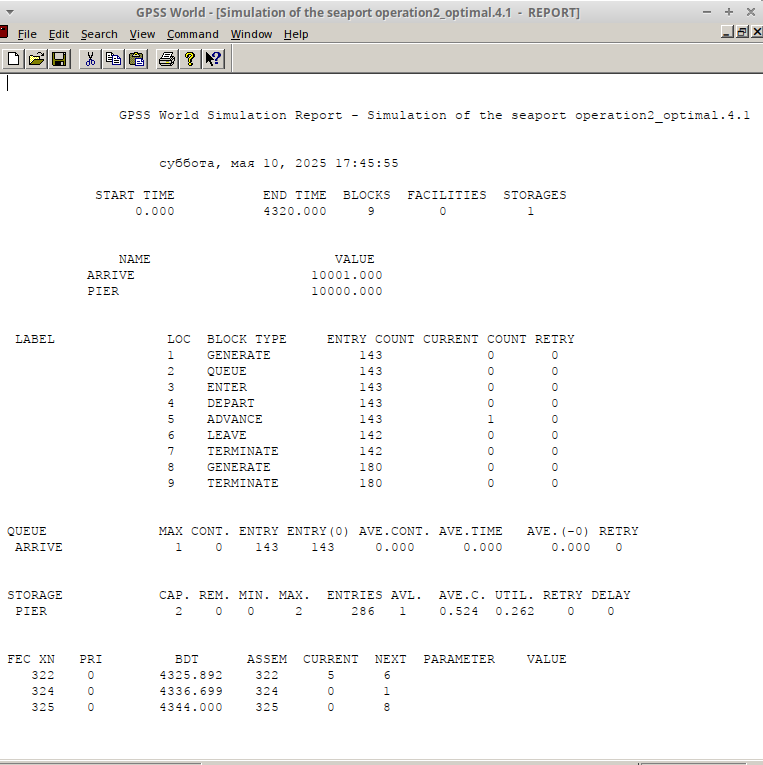 GPSS World - [Simulation of the seaport operation2_optimal.4.1 - REPORT]
File Edit Search View Command Window Help
GPSS World Simulation Report - Simulation of the seaport operation2_optimal.4.1
суббота, мая 10, 2025 17:45:55
START TIME END TIME BLOCKS FACILITIES STORAGES
0.000 4320.000 9 0 1
NAME VALUE
ARRIVE 10001.000
PIER 10000.000
LABEL LOC BLOCK TYPE ENTRY COUNT CURRENT COUNT RETRY
1 GENERATE 143 0 0
2 QUEUE 143 0 0
3 ENTER 143 0 0
4 DEPART 143 0 0
5 ADVANCE 143 1 0
6 LEAVE 142 0 0
7 TERMINATE 142 0 0
8 GENERATE 180 0 0
9 TERMINATE 180 0 0
QUEUE MAX CONT. ENTRY ENTRY(0) AVE.CONT. AVE.TIME AVE.(-0) RETRY
ARRIVE 1 0 143 143 0.000 0.000 0.000 0
STORAGE CAP. REM. MIN. MAX. ENTRIES AVL. AVE.C. UTIL. RETRY DELAY
PIER 2 0 0 2 286 1 0.524 0.262 0 0
FEC XN PRI BDT ASSEM CURRENT NEXT PARAMETER VALUE
322 0 4325.892 322 5 6
324 0 4336.699 324 0 1
325 0 4344.000 325 0 8